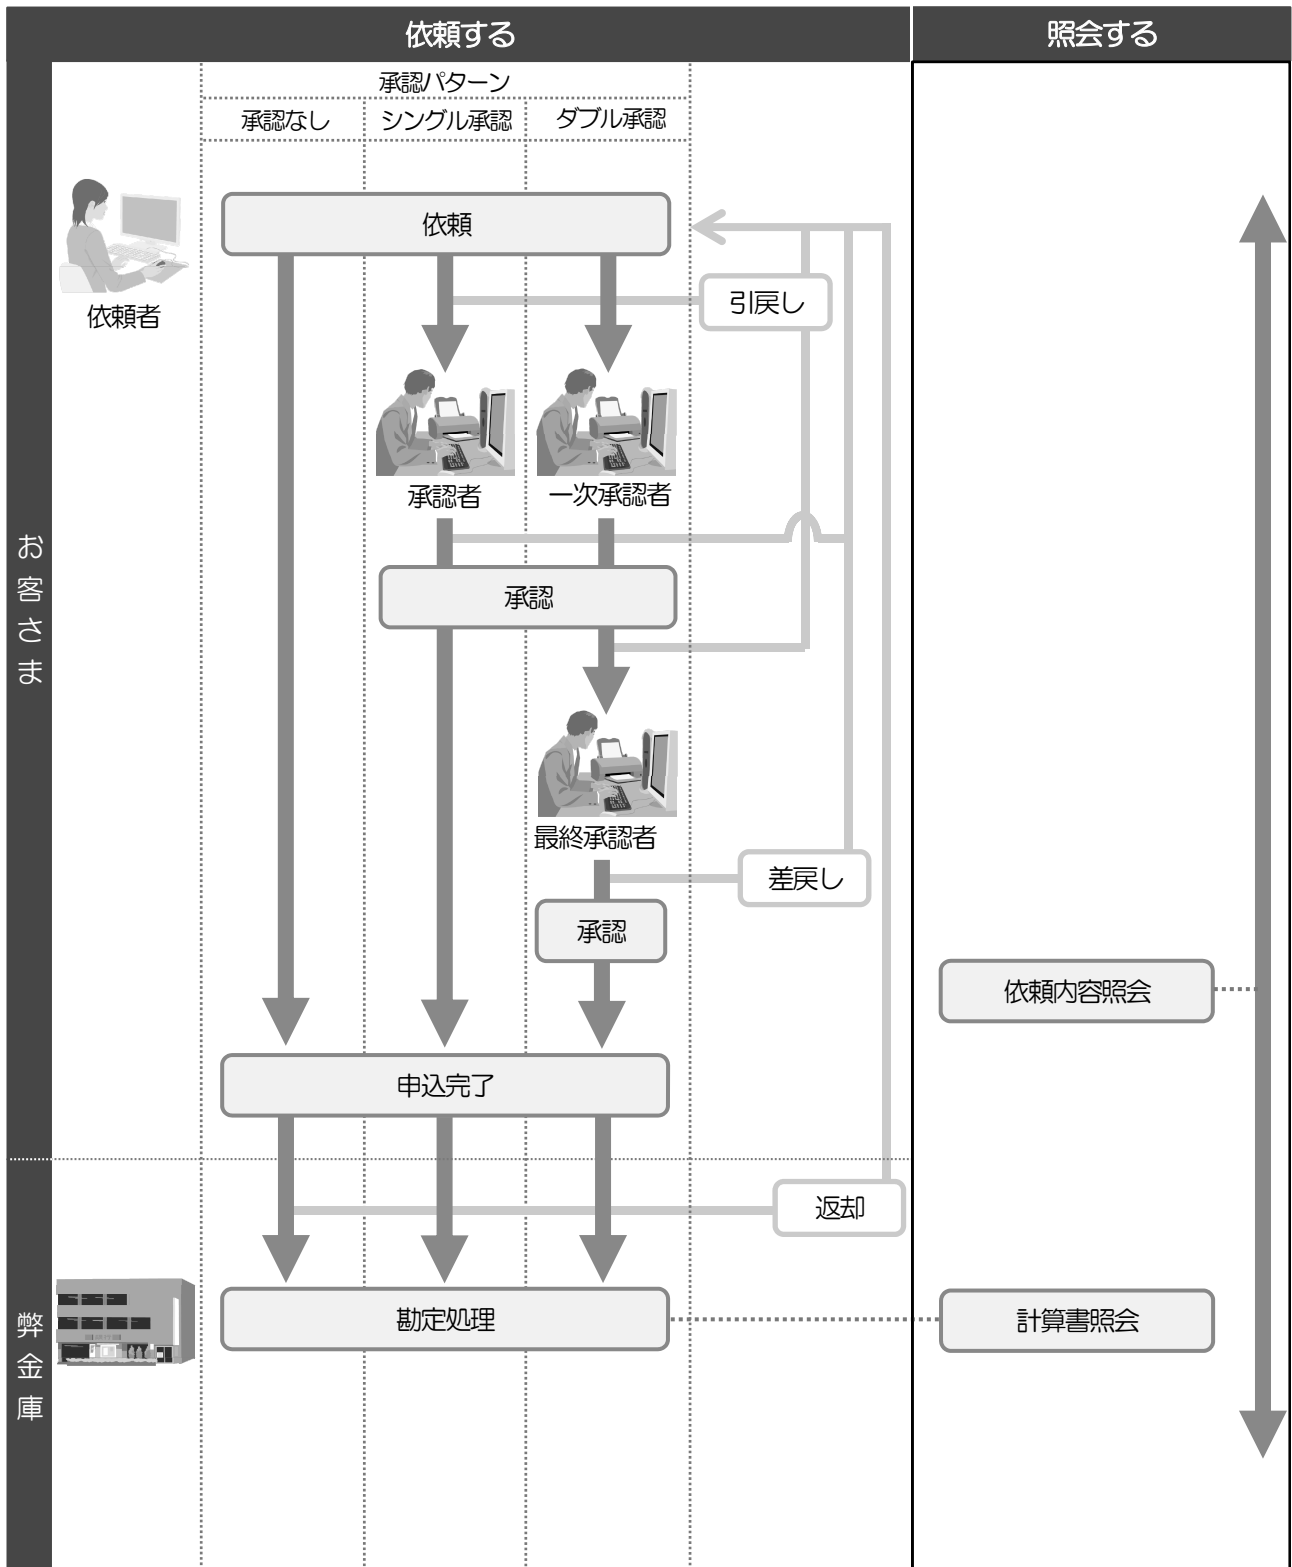 依頼する
照会する
承認パターン
承認なし
シングル承認
ダブル承認
依頼
依頼者
引戻し
承認者
一次承認者
お客さま
承認
最終承認者
差戻し
承認
依頼内容照会
申込完了
返却
弊金庫
勘定処理
計算書照会